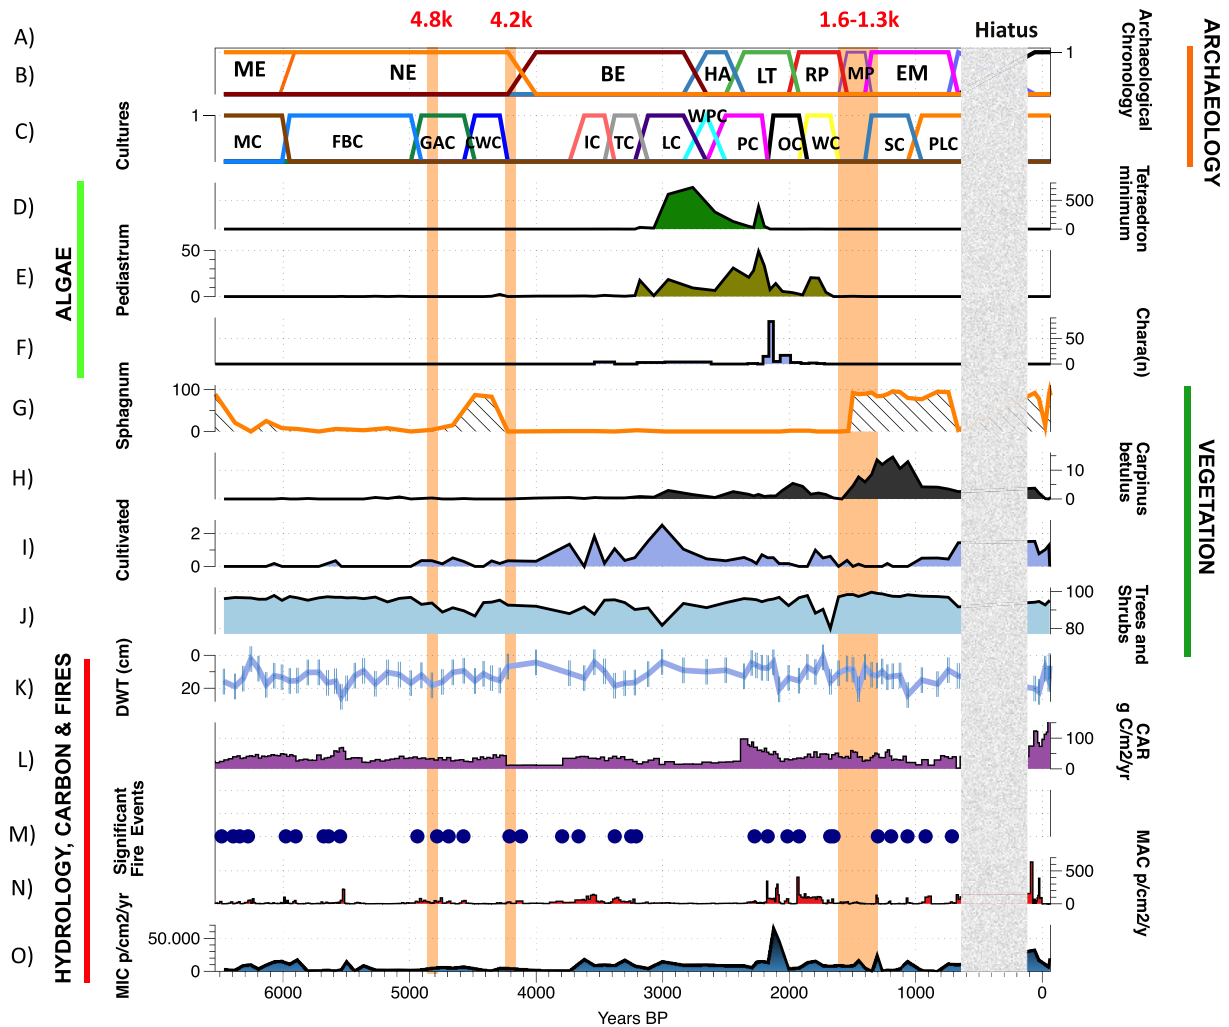 4.8k 4.2k 1.6-1.3k
Hiatus
A)
B)
ME NE BE HA LT RP MP EM
1
Archaeological
Chronology
ARCHAEOLOGY
C)
Cultures
1
MC FBC GAC CWC IC TC LC WPC PC OC WC SC PLC
ALGAE
D)
500
0
Tetraedron
minimum
E)
Pediastrum
50
0
F)
50
0
Chara(n)
G)
Sphagnum
100
0
VEGETATION
H)
10
0
Carpinus
betulus
I)
Cultivated
2
0
J)
100
80
Trees and
Shrubs
HYDROLOGY, CARBON & FIRES
K)
DWT (cm)
0
20
L)
100
0
CAR
g C/m2/yr
M)
Significant
Fire Events
N)
500
0
MAC p/cm2/y
O)
MIC p/cm2/yr
50.000
0
6000 5000 4000 3000 2000 1000 0
Years BP